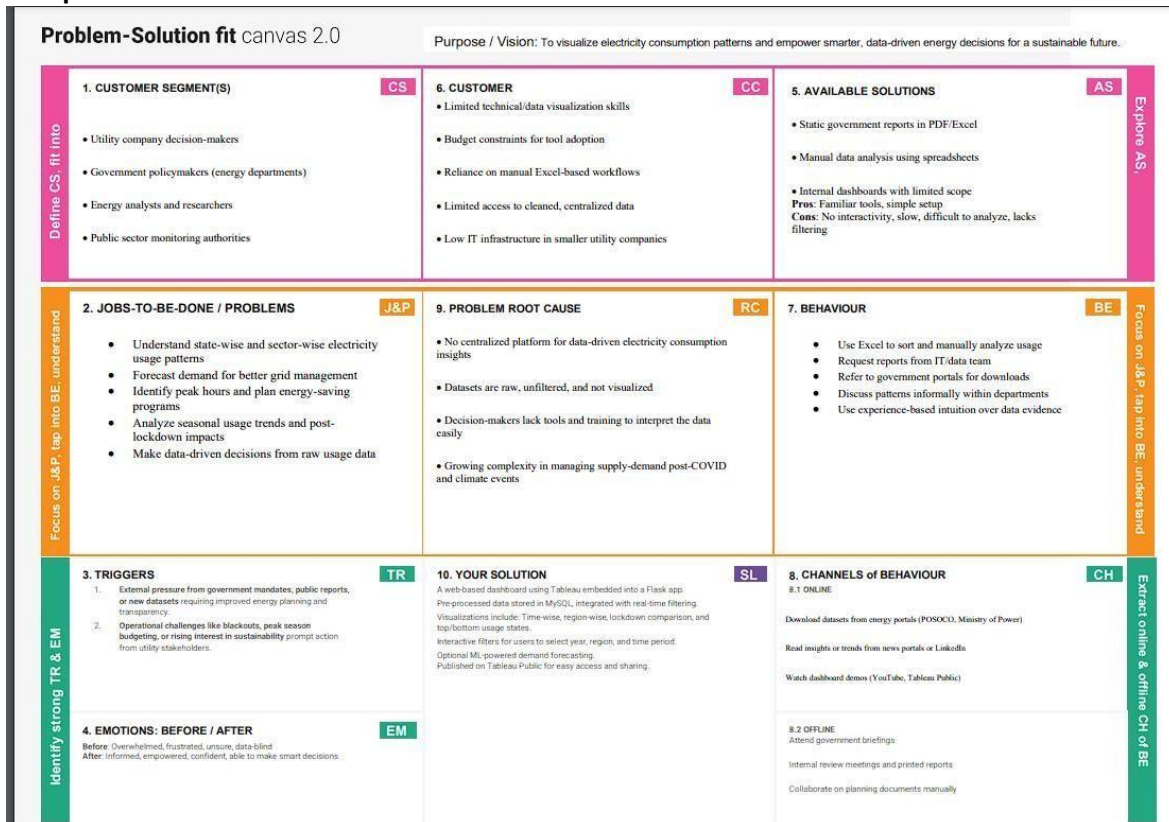 Problem-Solution fit canvas 2.0
Purpose / Vision: To visualize electricity consumption patterns and empower smarter, data-driven energy decisions for a sustainable future.
Define CS, fit into
1. CUSTOMER SEGMENT(S)
CS
• Utility company decision-makers
• Government policymakers (energy departments)
• Energy analysts and researchers
• Public sector monitoring authorities
6. CUSTOMER
CC
• Limited technical/data visualization skills
• Budget constraints for tool adoption
• Reliance on manual Excel-based workflows
• Limited access to cleaned, centralized data
• Low IT infrastructure in smaller utility companies
5. AVAILABLE SOLUTIONS
AS
• Static government reports in PDF/Excel
• Manual data analysis using spreadsheets
• Internal dashboards with limited scope
Pros: Familiar tools, simple setup
Cons: No interactivity, slow, difficult to analyze, lacks
filtering
Explore AS,
Focus on J&P, tap into BE, understand
2. JOBS-TO-BE-DONE / PROBLEMS
J&P
• Understand state-wise and sector-wise electricity
usage patterns
• Forecast demand for better grid management
• Identify peak hours and plan energy-saving
programs
• Analyze seasonal usage trends and post-
lockdown impacts
• Make data-driven decisions from raw usage data
9. PROBLEM ROOT CAUSE
RC
• No centralized platform for data-driven electricity consumption
insights
• Datasets are raw, unfiltered, and not visualized
• Decision-makers lack tools and training to interpret the data
easily
• Growing complexity in managing supply-demand post-COVID
and climate events
7. BEHAVIOUR
BE
• Use Excel to sort and manually analyze usage
• Request reports from IT/data team
• Refer to government portals for downloads
• Discuss patterns informally within departments
• Use experience-based intuition over data evidence
Focus on J&P, tap into BE, understand
Identify strong TR & EM
3. TRIGGERS
TR
1. External pressure from government mandates, public reports,
or new datasets requiring improved energy planning and
transparency.
2. Operational challenges like blackouts, peak season
budgeting, or rising interest in sustainability prompt action
from utility stakeholders.
4. EMOTIONS: BEFORE / AFTER
EM
Before: Overwhelmed, frustrated, unsure, data-blind
After: Informed, empowered, confident, able to make smart decisions
10. YOUR SOLUTION
SL
A web-based dashboard using Tableau embedded into a Flask app.
Pre-processed data stored in MySQL, integrated with real-time filtering.
Visualizations include: Time-wise, region-wise, lockdown comparison, and
top/bottom usage states.
Interactive filters for users to select year, region, and time period.
Optional ML-powered demand forecasting.
Published on Tableau Public for easy access and sharing.
8. CHANNELS of BEHAVIOUR
CH
8.1 ONLINE
Download datasets from energy portals (POSOCO, Ministry of Power)
Read insights or trends from news portals or LinkedIn
Watch dashboard demos (YouTube, Tableau Public)
8.2 OFFLINE
Attend government briefings
Internal review meetings and printed reports
Collaborate on planning documents manually
Extract online & offline CH of BE